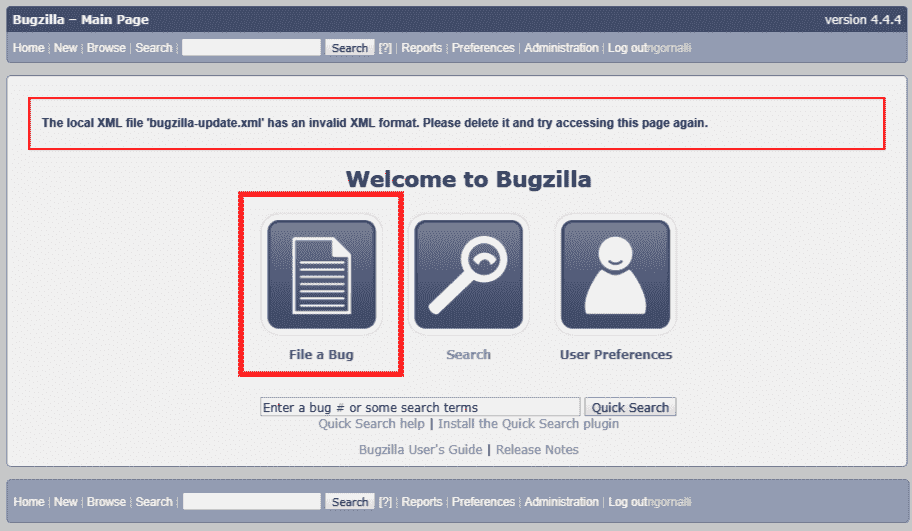 Bugzilla – Main Page version 4.4.4
Home | New | Browse | Search | Search [?] | Reports | Preferences | Administration | Log out ngornalli
The local XML file 'bugzilla-update.xml' has an invalid XML format. Please delete it and try accessing this page again.
Welcome to Bugzilla
File a Bug Search User Preferences
Enter a bug # or some search terms Quick Search
Quick Search help | Install the Quick Search plugin
Bugzilla User's Guide | Release Notes
Home | New | Browse | Search | Search [?] | Reports | Preferences | Administration | Log out ngornalli